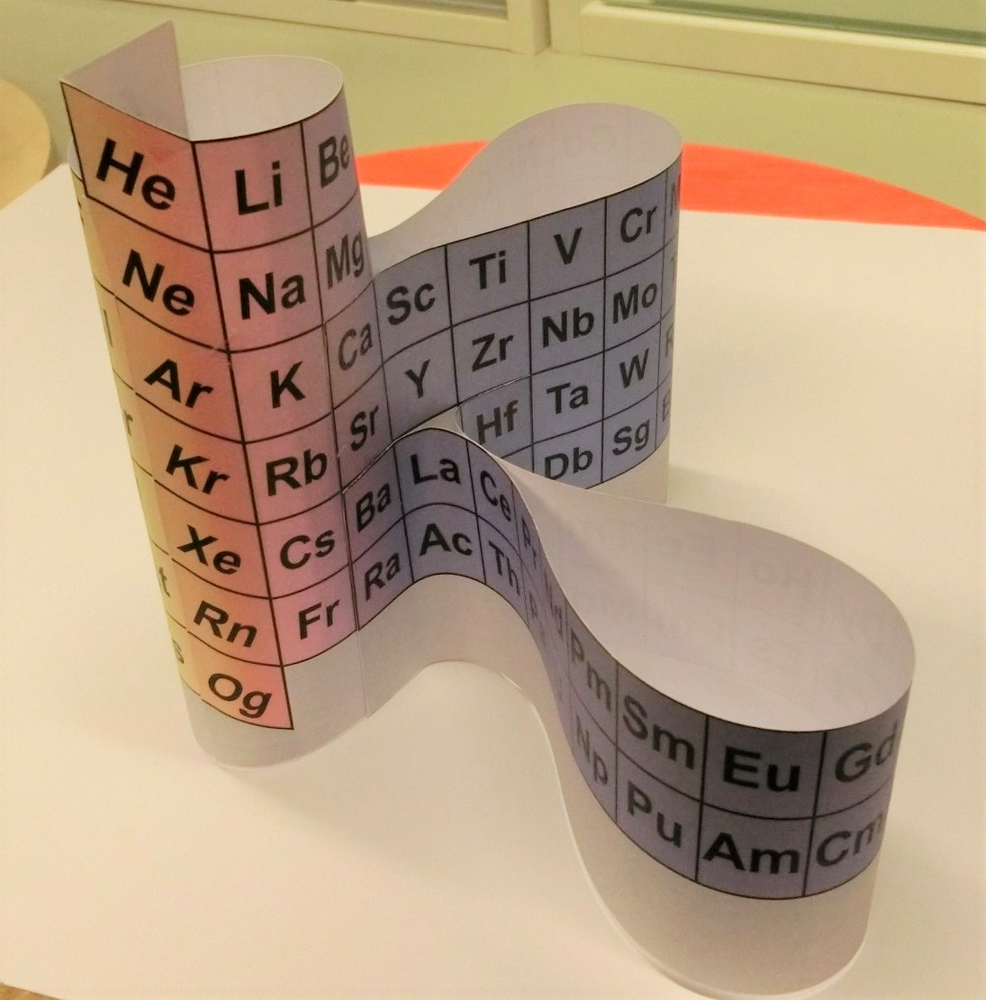 He Li Be
Ne Na Mg
Ar K Ca Sc Ti V Cr
Kr Rb Sr Y Zr Nb Mo
Xe Cs Ba La Ce Hf Ta W
Rn Fr Ra Ac Th Db Sg
Og
Nd Pm Sm Eu Gd
Np Pu Am Cm